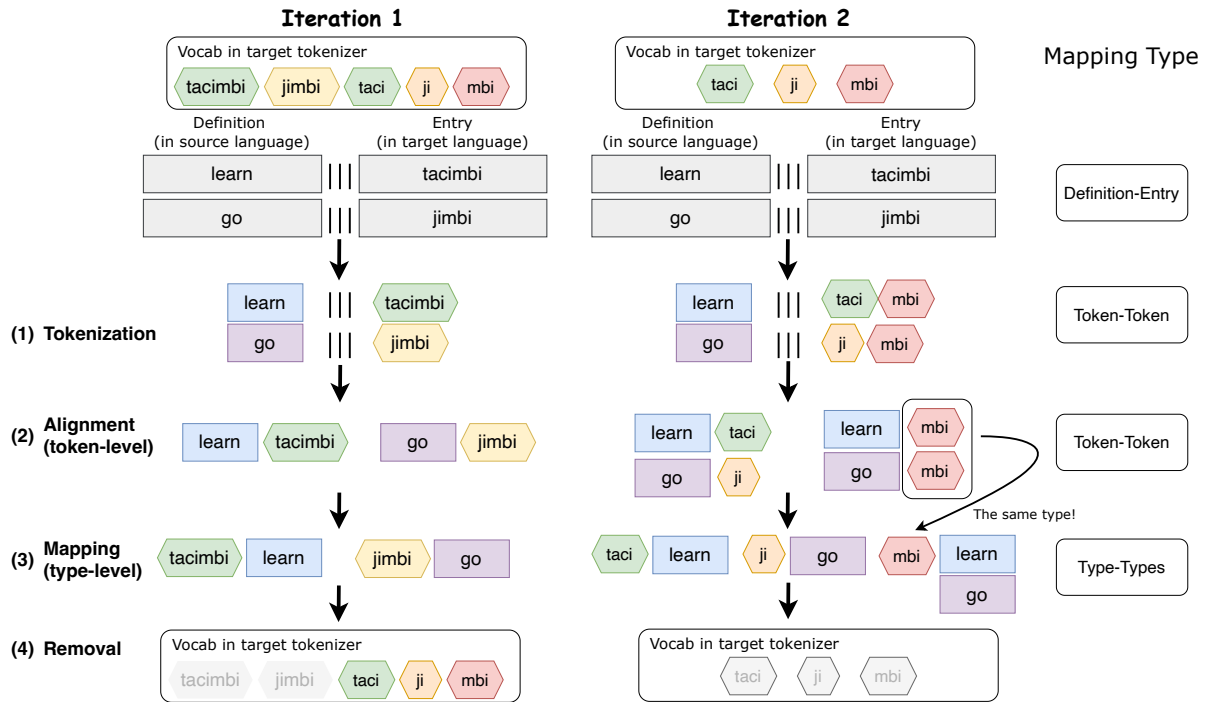 Iteration 1
Iteration 2
Mapping Type
Vocab in target tokenizer
tacimbi jimbi taci ji mbi
Vocab in target tokenizer
taci ji mbi
Definition
(in source language)
Entry
(in target language)
Definition
(in source language)
Entry
(in target language)
learn ||| tacimbi
go ||| jimbi
learn ||| tacimbi
go ||| jimbi
Definition-Entry
(1) Tokenization
learn ||| tacimbi
go ||| jimbi
learn ||| taci mbi
go ||| ji mbi
Token-Token
(2) Alignment
(token-level)
learn tacimbi go jimbi
learn taci
go ji
learn mbi
go mbi
Token-Token
The same type!
(3) Mapping
(type-level)
tacimbi learn jimbi go
taci learn ji go mbi learn
go
Type-Types
(4) Removal
Vocab in target tokenizer
tacimbi jimbi taci ji mbi
Vocab in target tokenizer
taci ji mbi